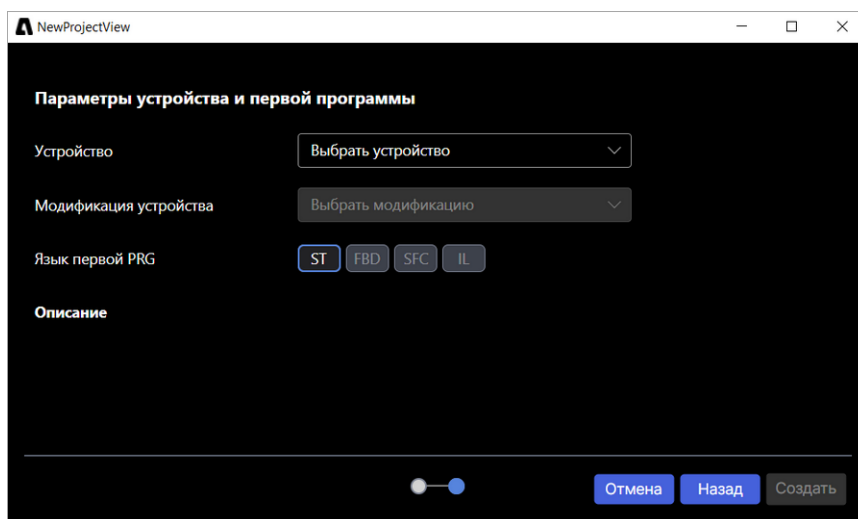 NewProjectView
Параметры устройства и первой программы
Устройство Выбрать устройство
Модификация устройства Выбрать модификацию
Язык первой PRG ST FBD SFC IL
Описание
Отмена Назад Создать